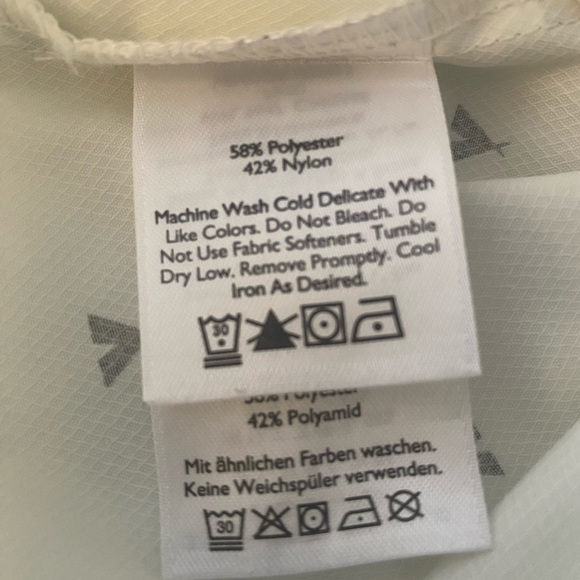 58% Polyester
42% Nylon
Machine Wash Cold Delicate With
Like Colors. Do Not Bleach. Do
Not Use Fabric Softeners. Tumble
Dry Low. Remove Promptly. Cool
Iron As Desired.
30
42% Polyamid
Mit ähnlichen Farben waschen.
Keine Weichspüler verwenden.
30